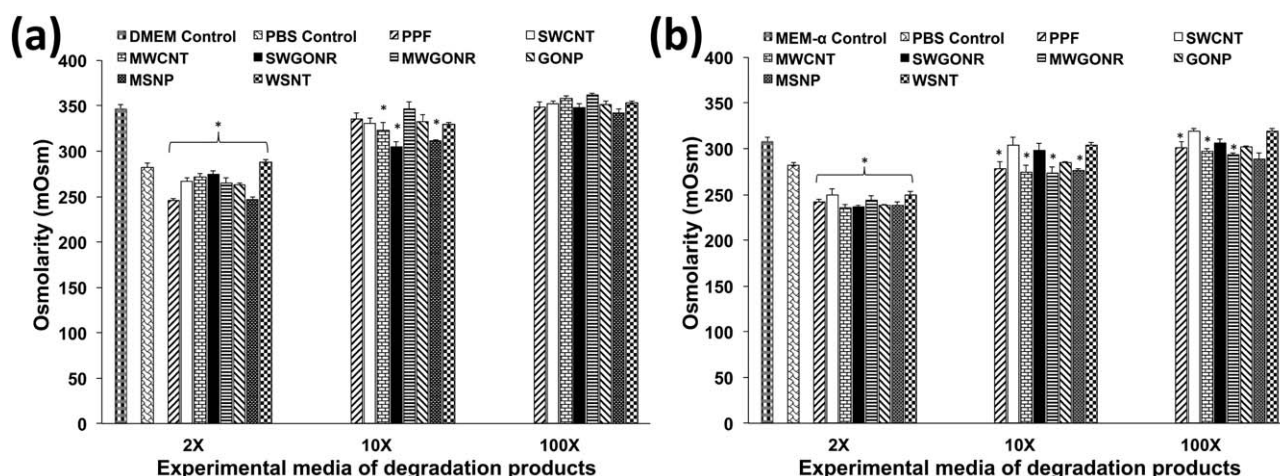 (a)
DMEM Control PBS Control PPF SWCNT
MWCNT SWGONR MWGONR GONP
MSNP WSNT
Osmolarity (mOsm)
400
350
300
250
200
150
100
50
0
*
* * *
2X 10X 100X
Experimental media of degradation products
(b)
MEM-α Control PBS Control PPF SWCNT
MWCNT SWGONR MWGONR GONP
MSNP WSNT
Osmolarity (mOsm)
400
350
300
250
200
150
100
50
0
*
* * * *
* * *
2X 10X 100X
Experimental media of degradation products